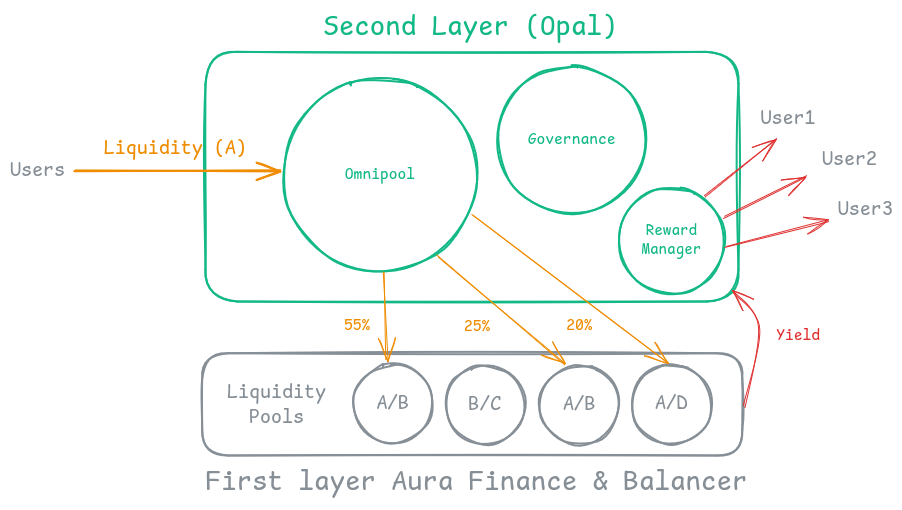 Second Layer (Opal)
Users
Liquidity (A)
Omnipool
Governance
Reward
Manager
User1
User2
User3
55%
25%
20%
Yield
Liquidity
Pools
A/B
B/C
A/B
A/D
First layer Aura Finance & Balancer